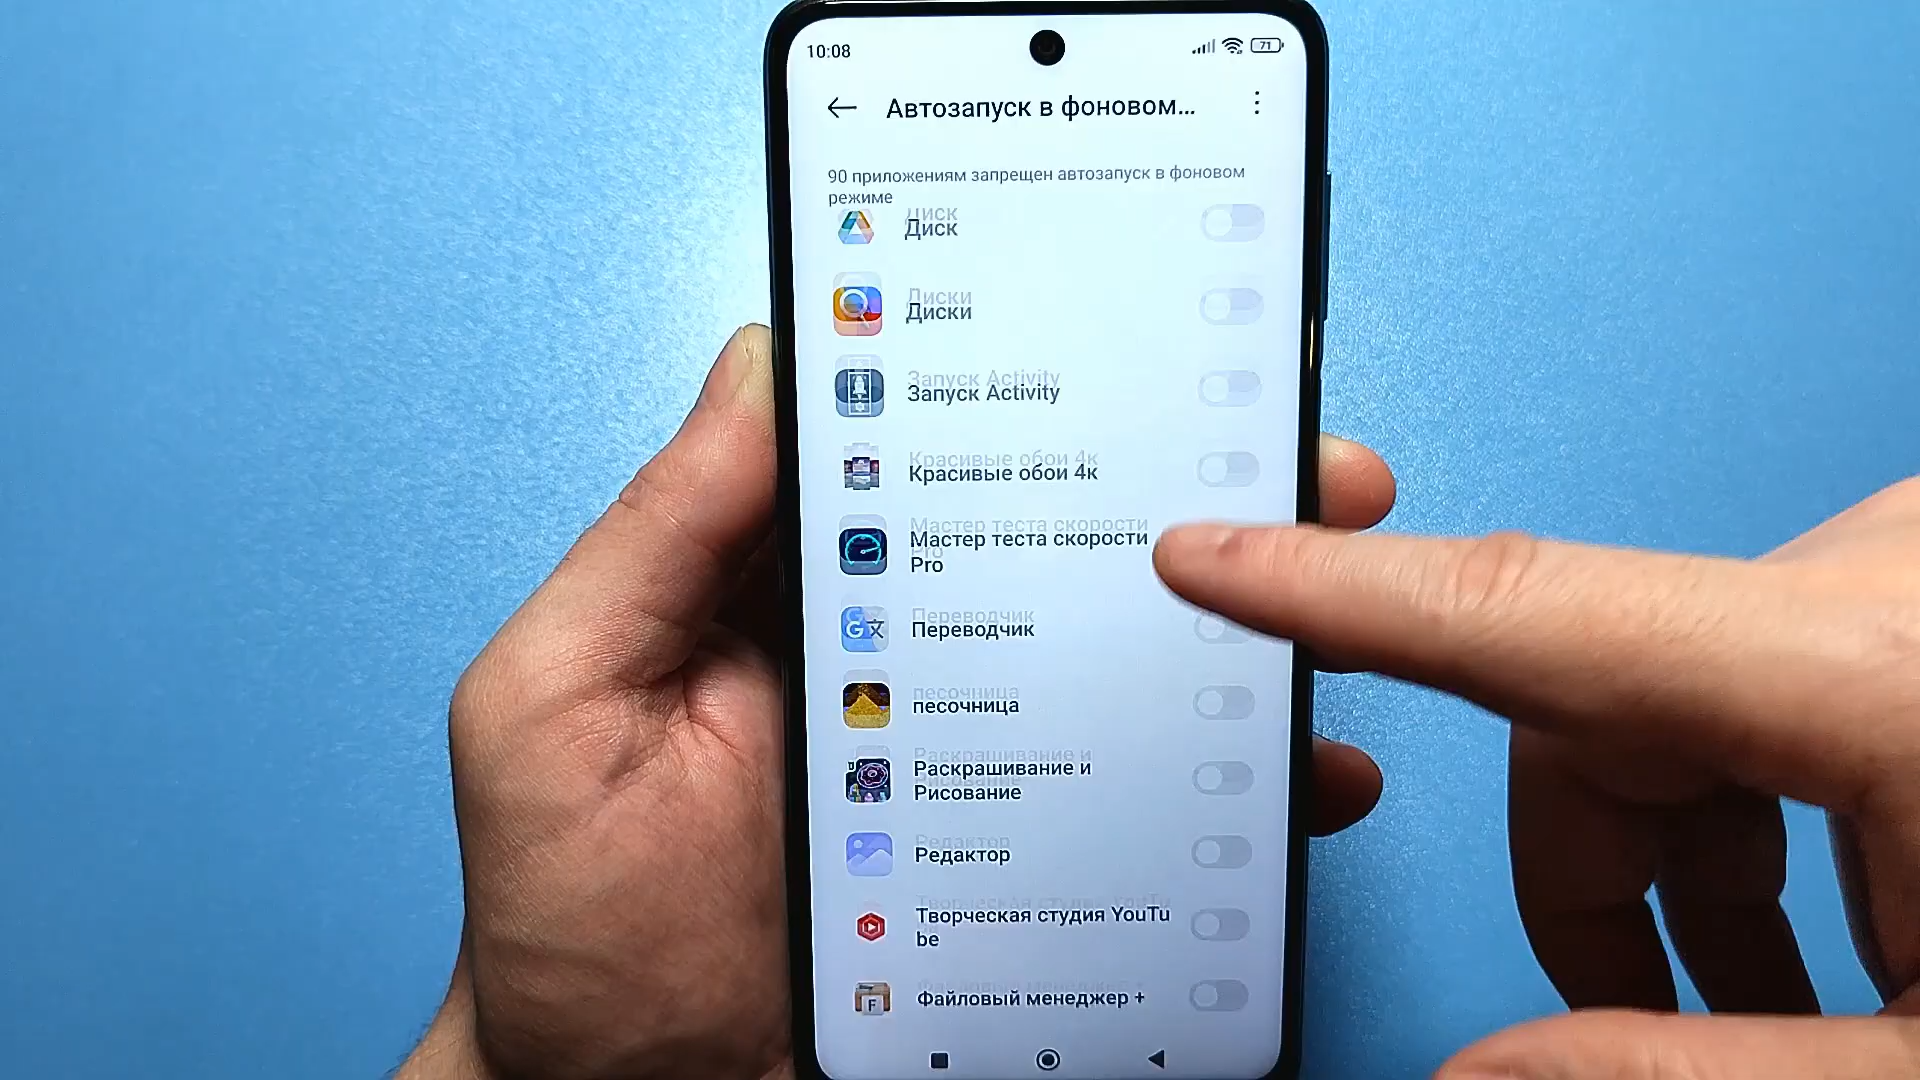 10:08
71
Автозапуск в фоновом...
90 приложениям запрещен автозапуск в фоновом
режиме
Диск
Диски
Запуск Activity
Красивые обои 4к
Мастер теста скорости
Pro
Переводчик
песочница
Раскрашивание и
Рисование
Редактор
Творческая студия YouTu
be
Файловый менеджер +